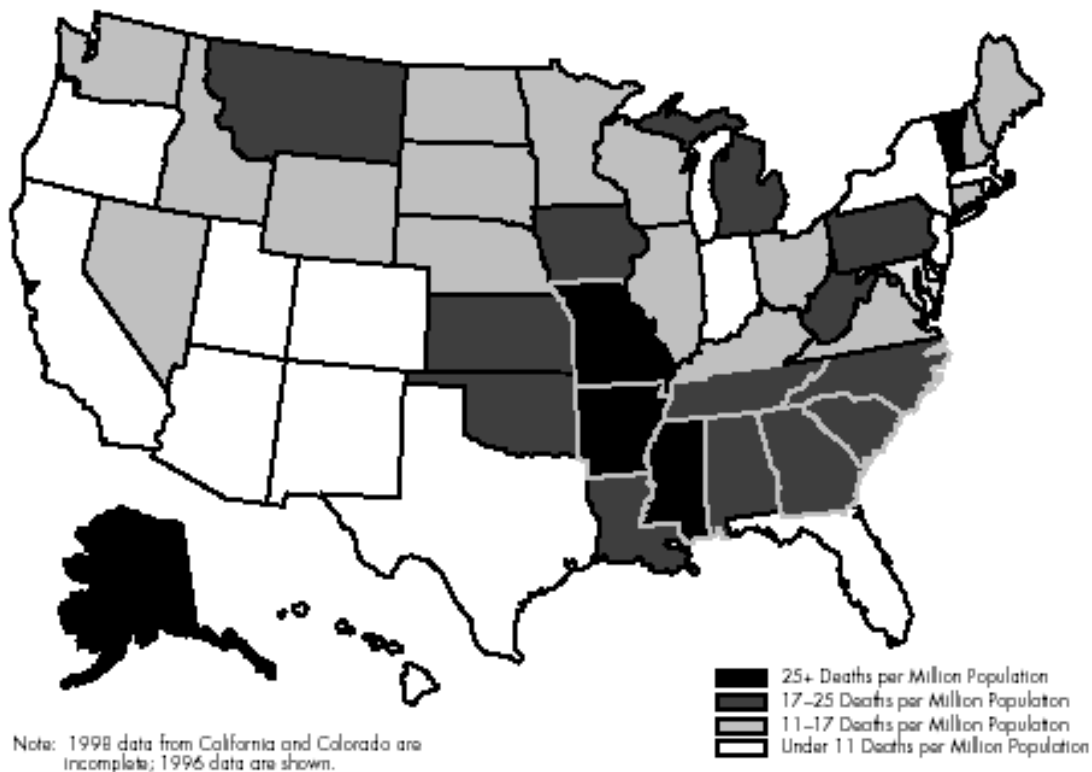 25+ Deaths per Million Population
17–25 Deaths per Million Population
11–17 Deaths per Million Population
Under 11 Deaths per Million Population
Note: 1998 data from California and Colorado are
incomplete; 1996 data are shown.